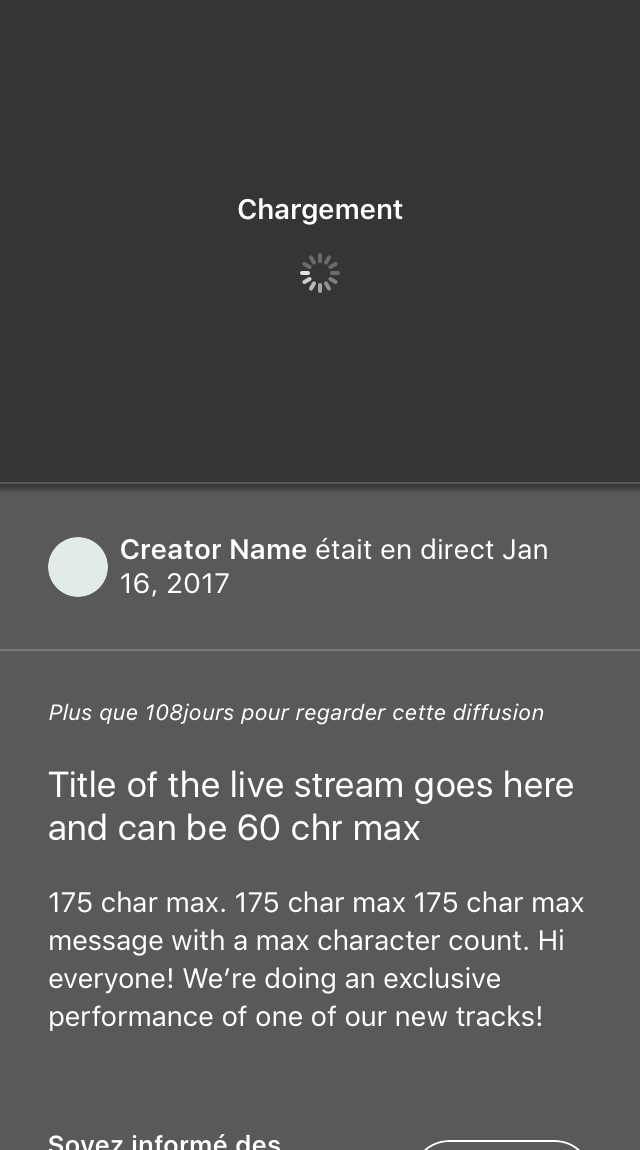 Chargement
Creator Name était en direct Jan
16, 2017
Plus que 108jours pour regarder cette diffusion
Title of the live stream goes here
and can be 60 chr max
175 char max. 175 char max 175 char max
message with a max character count. Hi
everyone! We’re doing an exclusive
performance of one of our new tracks!
Soyez informé des